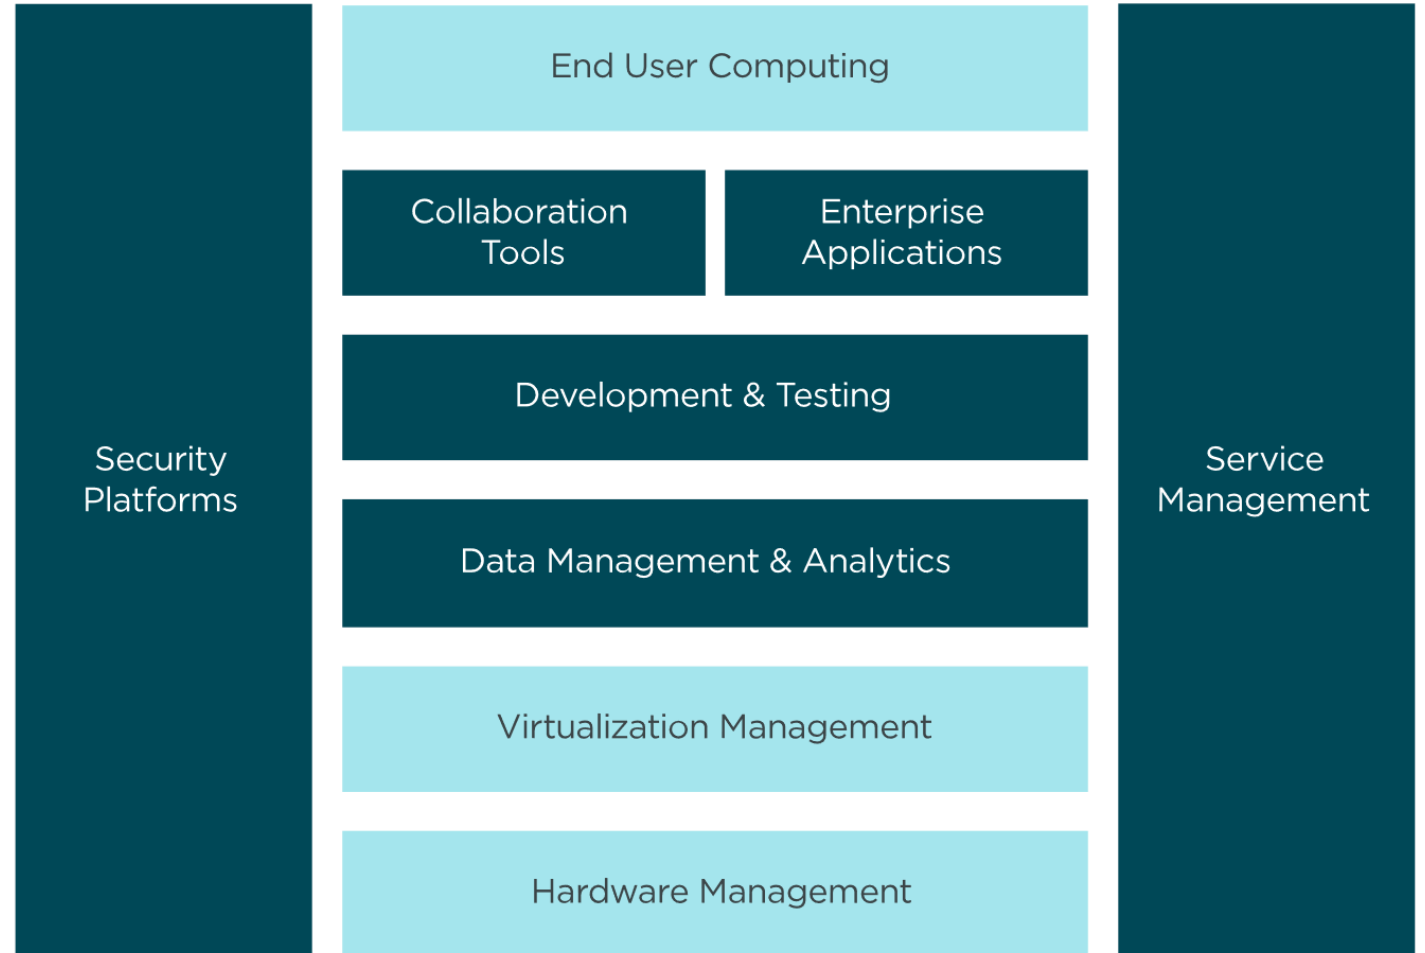 End User Computing
Collaboration
Tools
Enterprise
Applications
Development & Testing
Security
Platforms
Service
Management
Data Management & Analytics
Virtualization Management
Hardware Management